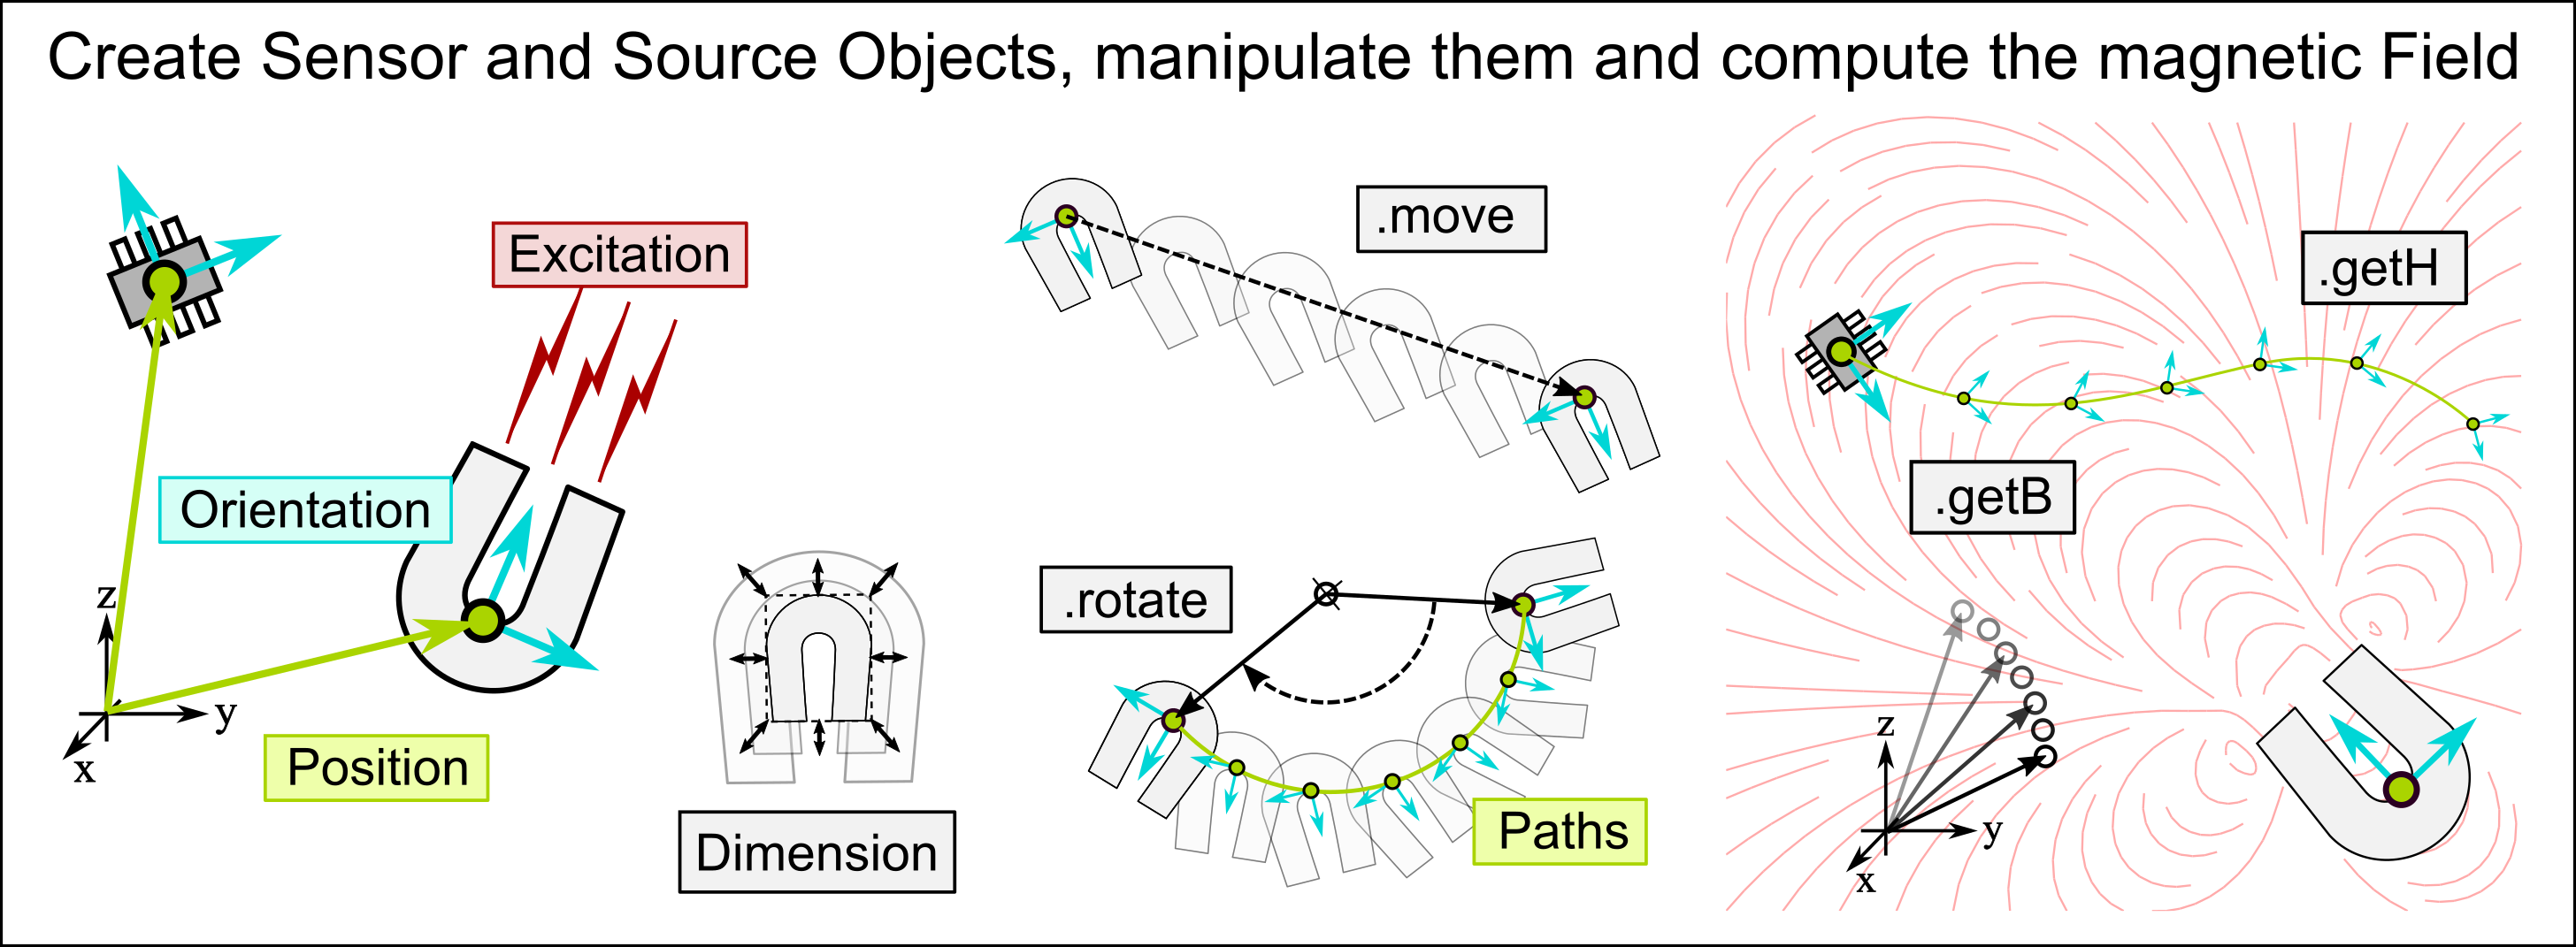 Create Sensor and Source Objects, manipulate them and compute the magnetic Field
Excitation
Orientation
z
y
x
Position
Dimension
.move
.rotate
Paths
.getH
.getB
z
y
x